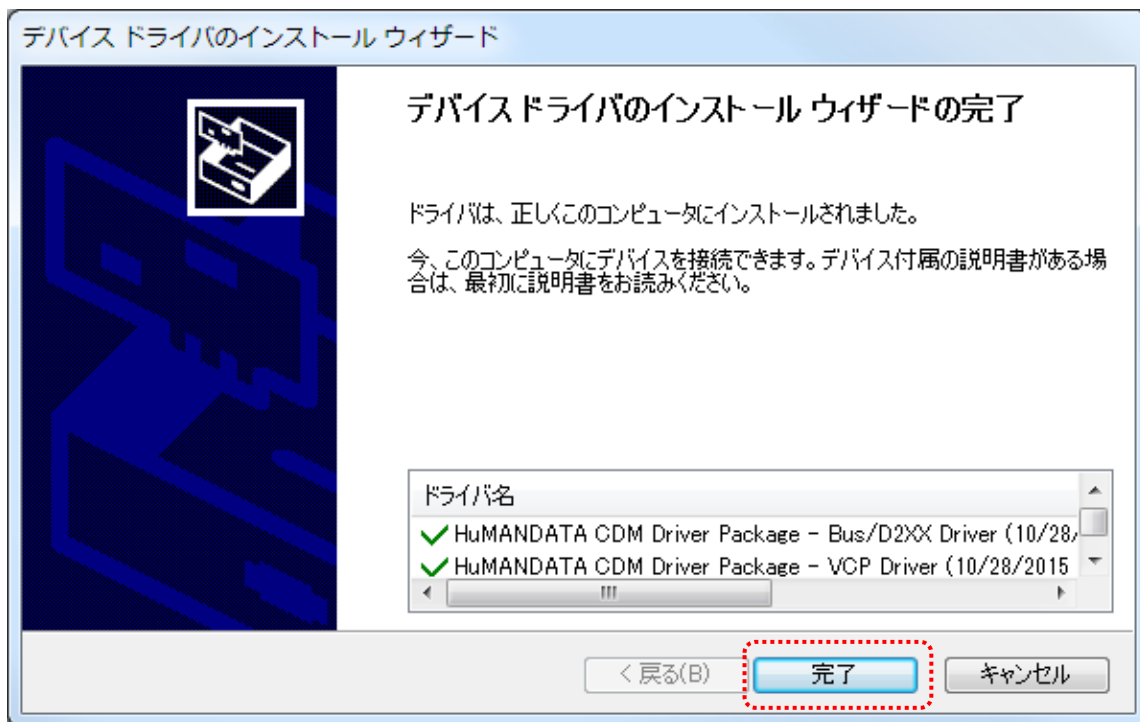 デバイス ドライバのインストール ウィザード
デバイス ドライバのインストール ウィザードの完了
ドライバは、正しくこのコンピュータにインストールされました。
今、このコンピュータにデバイスを接続できます。デバイス付属の説明書がある場
合は、最初に説明書をお読みください。
ドライバ名
HuMANDATA CDM Driver Package - Bus/D2XX Driver (10/28/
HuMANDATA CDM Driver Package - VCP Driver (10/28/2015
< 戻る(B)
完了
キャンセル